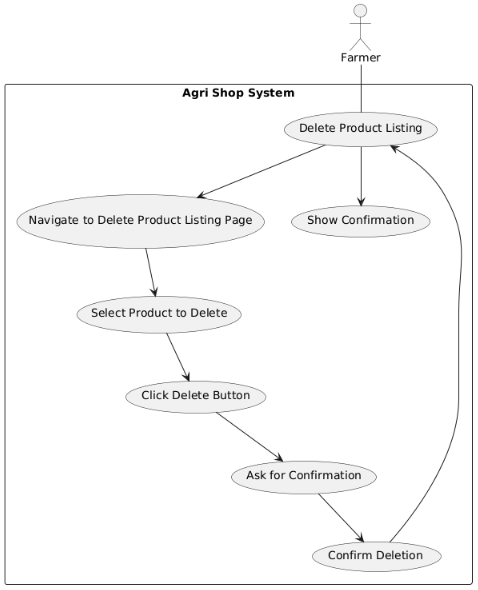 Farmer
Agri Shop System
Delete Product Listing
Navigate to Delete Product Listing Page
Show Confirmation
Select Product to Delete
Click Delete Button
Ask for Confirmation
Confirm Deletion